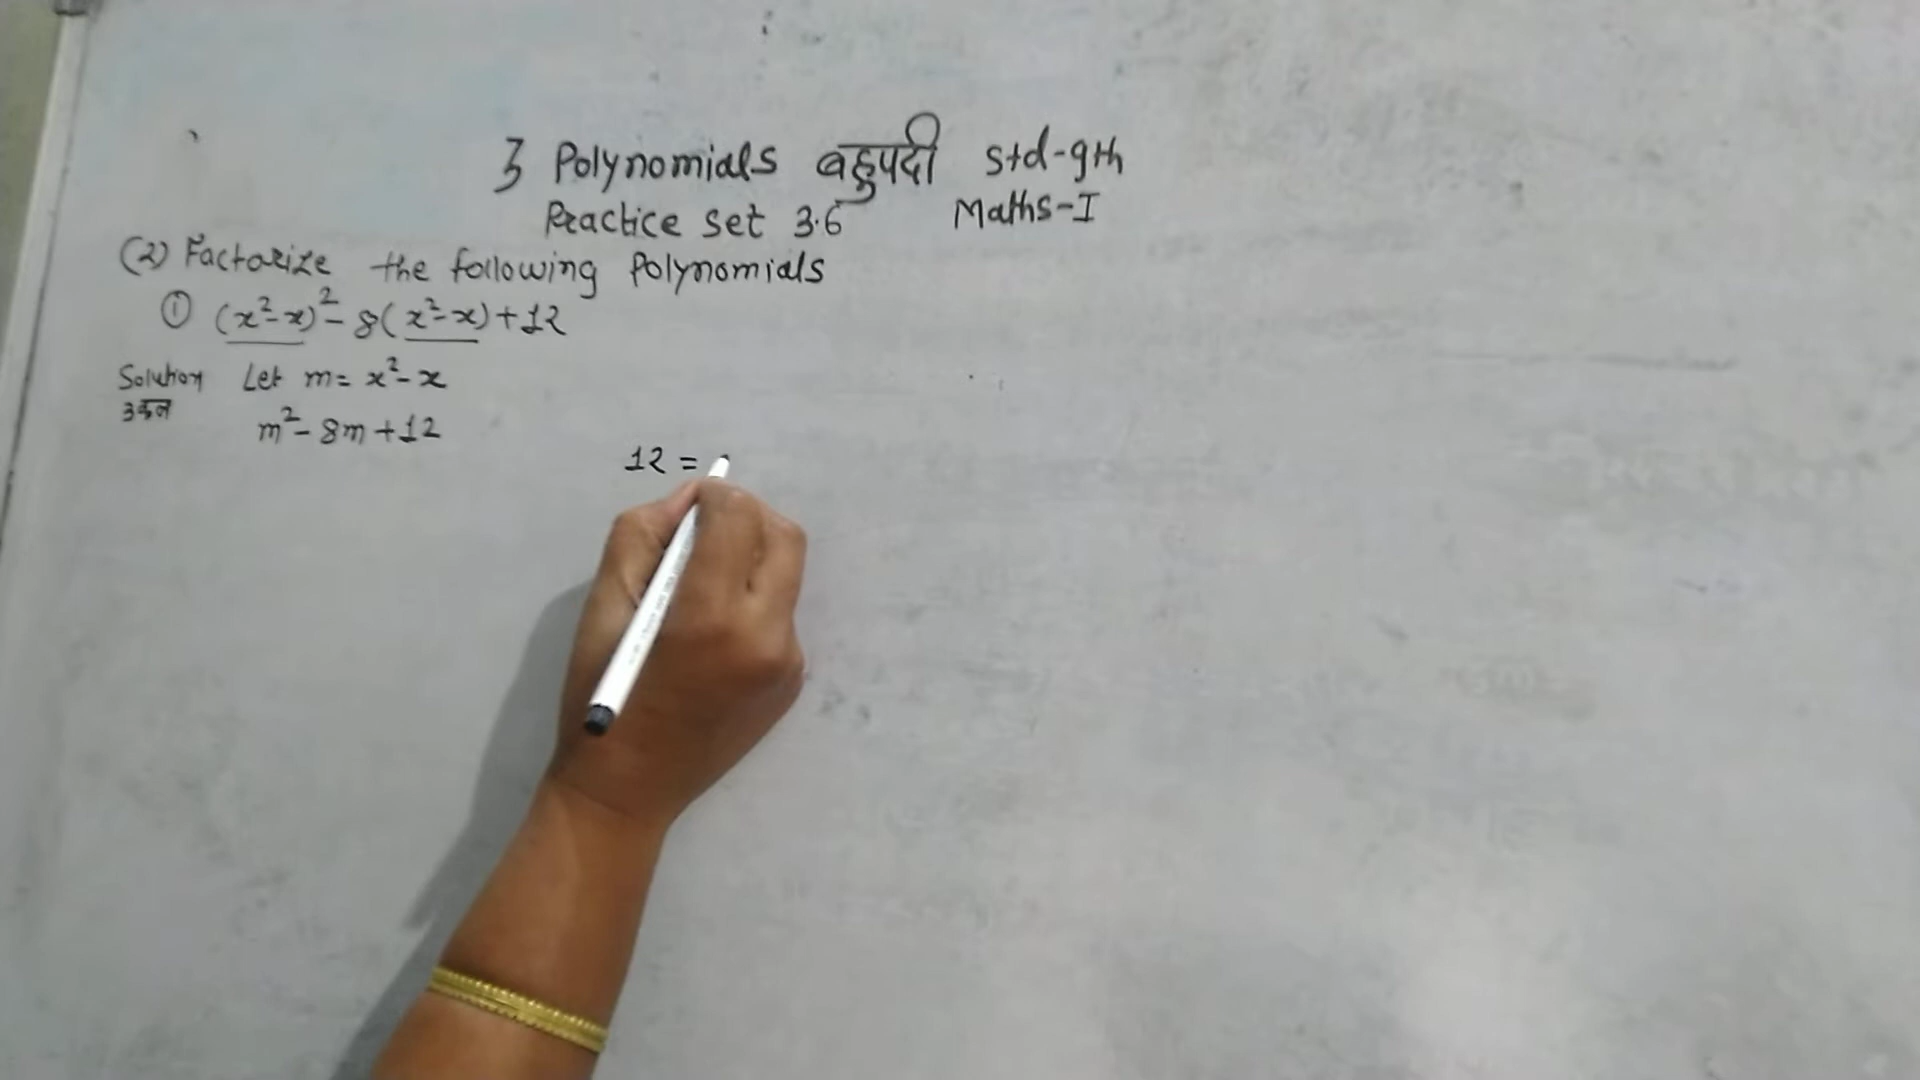 3 Polynomials बहुपदी std-9th
Practice set 3.6 Maths-I
(2) Factorize the following Polynomials
① (x²-x)²- 8(x²-x)+12
Solution Let m= x²-x
उकल m²-8m+12
12 =